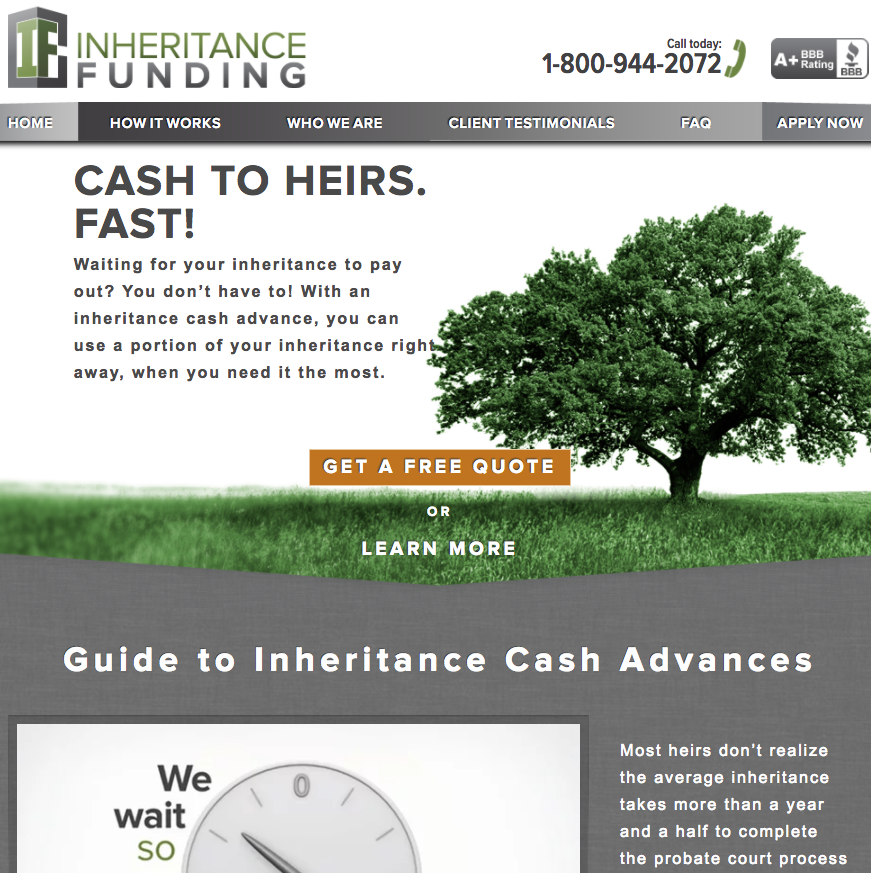 INHERITANCE
FUNDING
Call today:
1-800-944-2072
A+ BBB
Rating
BBB
HOME HOW IT WORKS WHO WE ARE CLIENT TESTIMONIALS FAQ APPLY NOW
CASH TO HEIRS.
FAST!
Waiting for your inheritance to pay
out? You don’t have to! With an
inheritance cash advance, you can
use a portion of your inheritance right
away, when you need it the most.
GET A FREE QUOTE
OR
LEARN MORE
Guide to Inheritance Cash Advances
We
wait
so
0
Most heirs don’t realize
the average inheritance
takes more than a year
and a half to complete
the probate court process